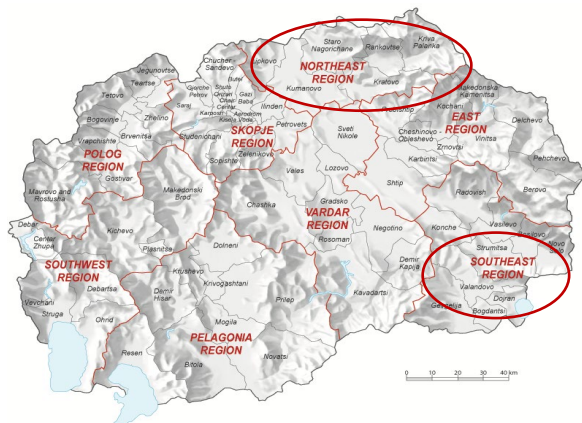 Staro
Nagorichane
Rankovtse
Kriva
Palanka
Chucher
Sandevo
NORTHEAST
REGION
Kumanovo
Kratovo
Jegunovtse
Teartse
Tetovo
Bogovinje
Zhelino
Vrapchishte
Brvenitsa
POLOG
REGION
Gostivar
Mavrovo and
Rostusha
Butel
Gjorche
Petrov
Gazi
Baba
Saraj
Karposh
Aerodrom
Ilinden
Studenichani
Petrovets
SKOPJE
REGION
Sopishte
Zelenikovo
Makedonska
Kamenitsa
Kochani
EAST
REGION
Delchevo
Cheshinovo-
Obleshevo
Vinitsa
Zrnovtsi
Pehchevo
Karbintsi
Berovo
Shtip
Radovish
Sveti
Nikole
Lozovo
Veles
Chashka
Gradsko
VARDAR
REGION
Rosoman
Negotino
Demir
Kapija
Kavadartsi
Konche
Vasilevo
Novo
Selo
Strumitsa
SOUTHEAST
REGION
Valandovo
Dojran
Gevgelija
Bogdantsi
Makedonski
Brod
Debar
Centar
Zhupa
Kichevo
Plasnitsa
SOUTHWEST
REGION
Debartsa
Vevchani
Struga
Ohrid
Dolneni
Krushevo
Demir
Hisar
Krivogashtani
Prilep
Mogila
PELAGONIA
REGION
Resen
Bitola
Novatsi
0 10 20 30 40 km